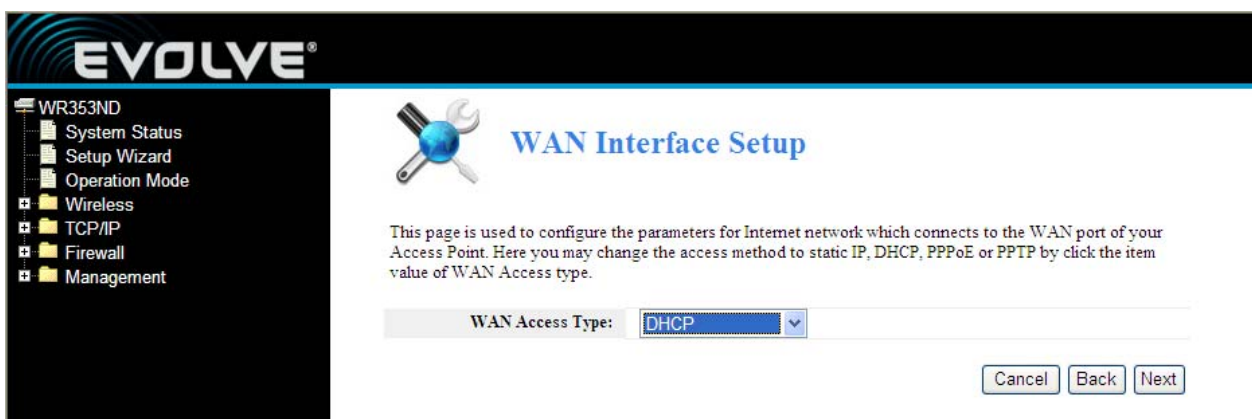 EVOLVE®
WR353ND
System Status
Setup Wizard
Operation Mode
Wireless
TCP/IP
Firewall
Management
WAN Interface Setup
This page is used to configure the parameters for Internet network which connects to the WAN port of your
Access Point. Here you may change the access method to static IP, DHCP, PPPoE or PPTP by click the item
value of WAN Access type.
WAN Access Type: DHCP
Cancel Back Next